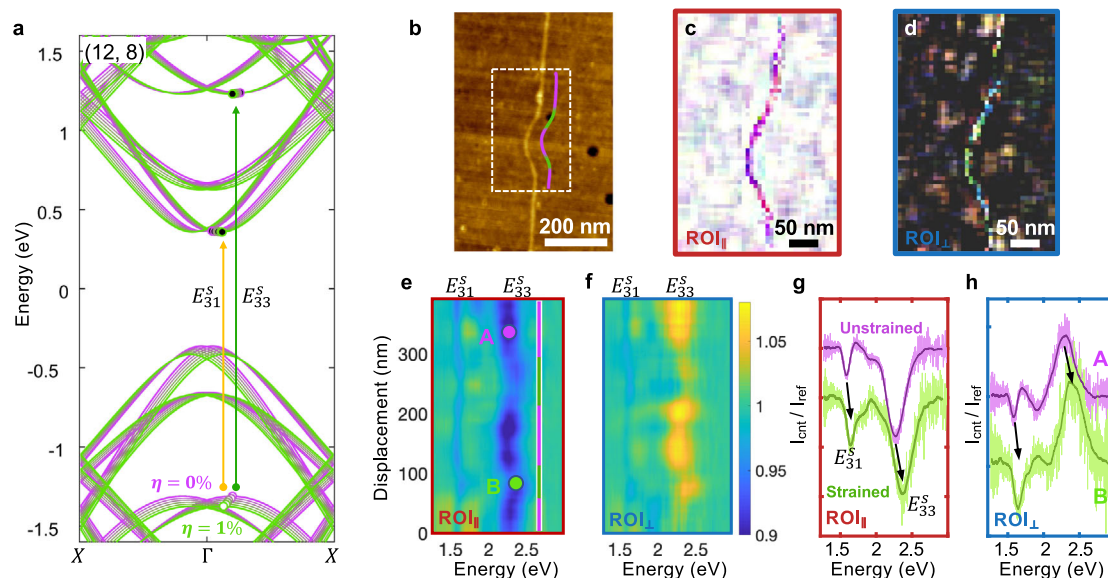 a
(12, 8)
Energy (eV)
1.6
1
0.5
0
-0.5
-1
-1.6
E^S_31
E^S_33
η = 0%
η = 1%
X
Γ
X
b
200 nm
c
ROI∥
50 nm
d
ROI⊥
50 nm
e
E^S_31
E^S_33
A
B
ROI∥
Displacement (nm)
300
200
100
0
1.5
2
2.5
Energy (eV)
f
E^S_31
E^S_33
ROI⊥
1.5
2
2.5
Energy (eV)
1.05
1
0.95
0.9
g
Unstrained
E^S_31
Strained
E^S_33
ROI∥
I_cnt / I_ref
1.5
2
2.5
Energy (eV)
h
A
B
ROI⊥
I_cnt / I_ref
1.5
2
2.5
Energy (eV)